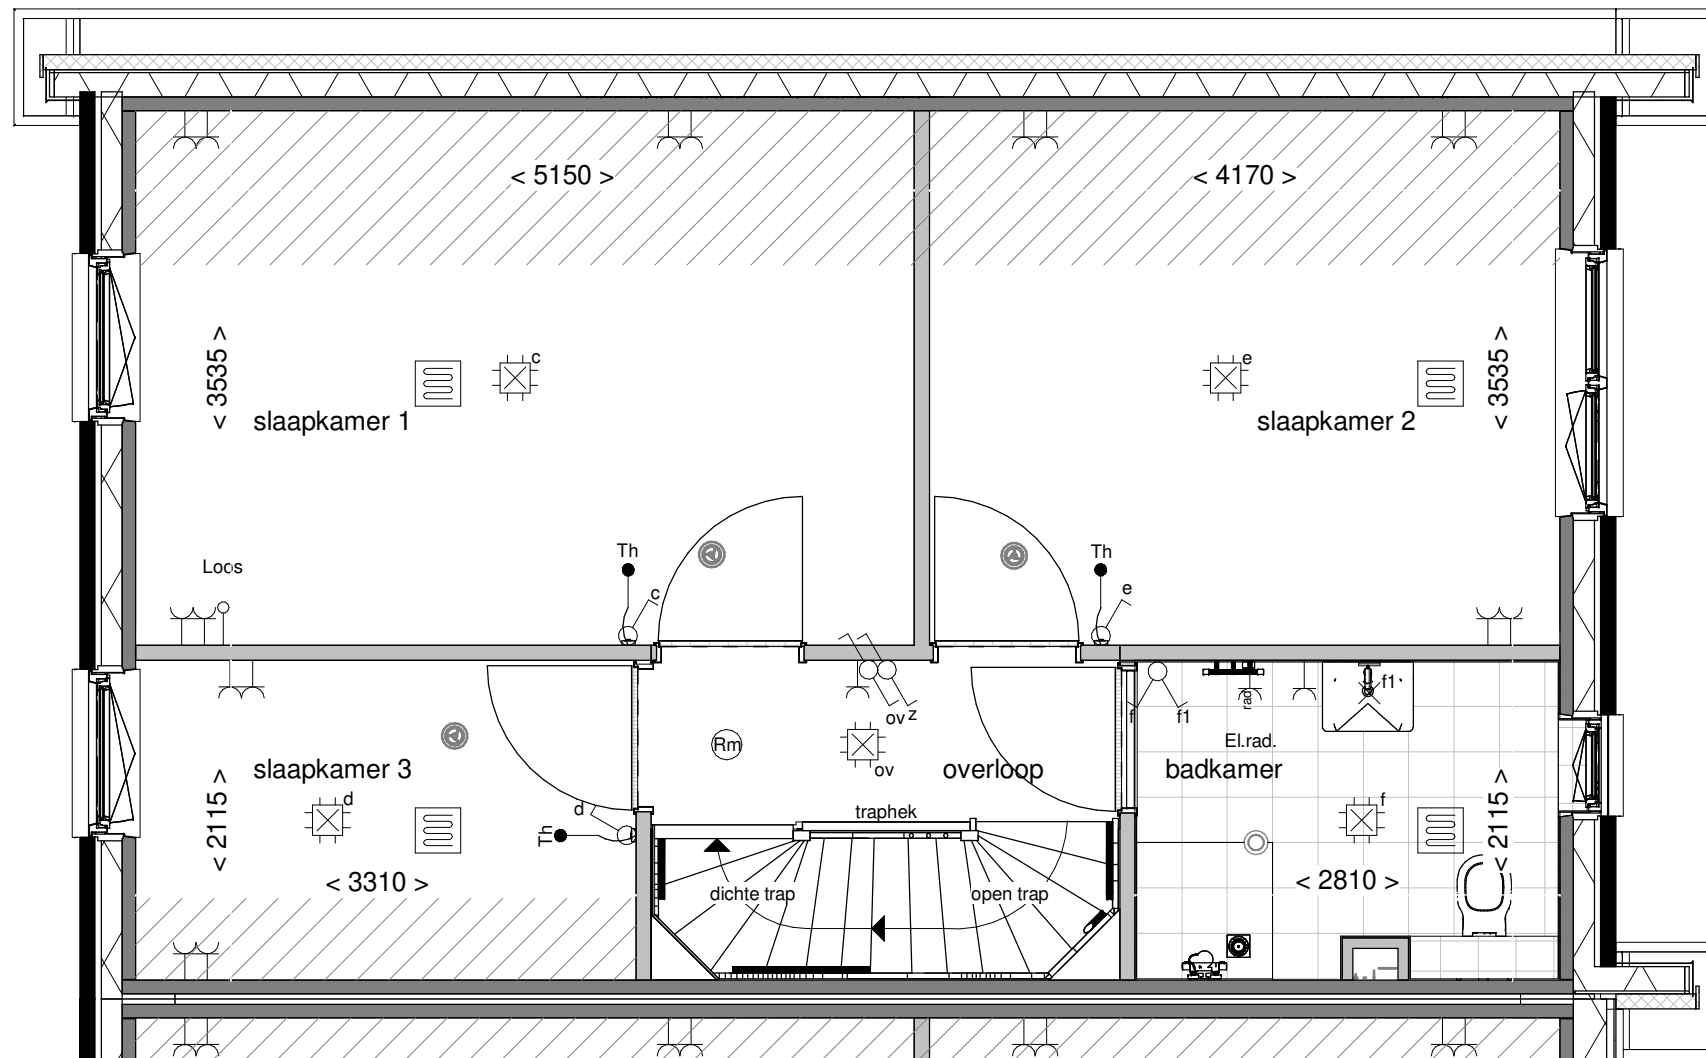 < 5150 >
< 4170 >
< 3535 >
c
slaapkamer 1
e
< 3535 >
slaapkamer 2
Th
Th
Loos
c
e
ov z
f
f1
rad
f1
Rm
El.rad.
slaapkamer 3
ov
overloop
badkamer
d
d
f
< 2115 >
Th
traphek
< 2115 >
< 3310 >
dichte trap
open trap
< 2810 >